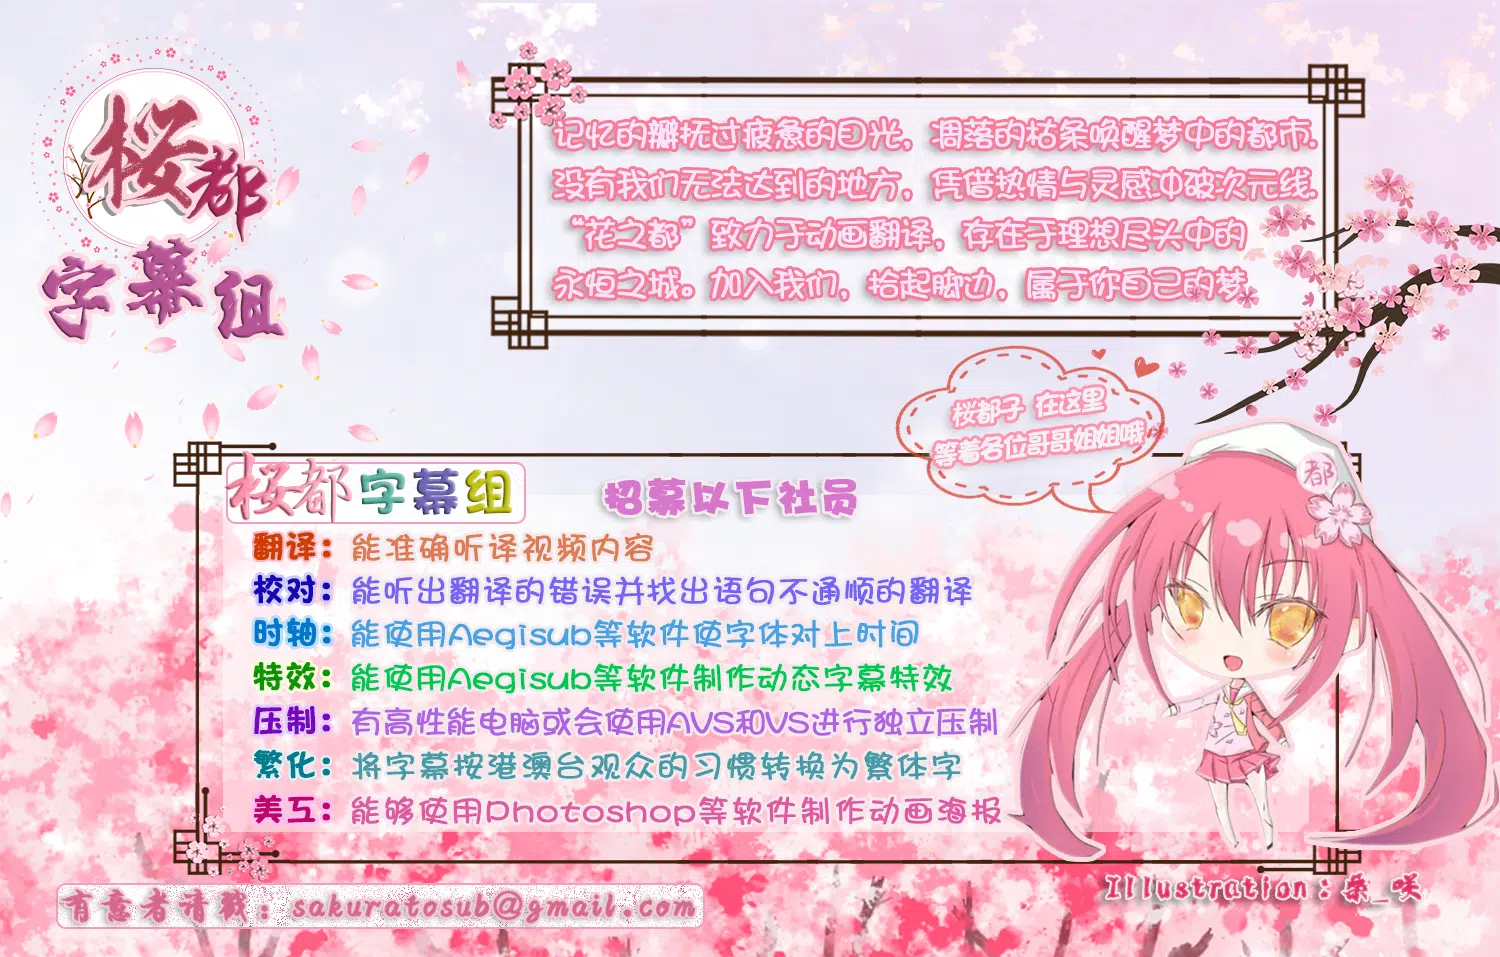 桜都
字幕组
记忆的瓣抚过疲惫的目光，凋落的枯条唤醒梦中的都市.
没有我们无法达到的地方，凭借热情与灵感冲破次元线.
“花之都”致力于动画翻译，存在于理想尽头中的
永恒之城。加入我们，拾起脚边，属于你自己的梦.
桜都子 在这里
等着各位哥哥姐姐哦
都
桜都字幕组 招募以下社员
翻译：能准确听译视频内容
校对：能听出翻译的错误并找出语句不通顺的翻译
时轴：能使用Aegisub等软件使字体对上时间
特效：能使用Aegisub等软件制作动态字幕特效
压制：有高性能电脑或会使用AVS和VS进行独立压制
繁化：将字幕按港澳台观众的习惯转换为繁体字
美工：能够使用Photoshop等软件制作动画海报
有意者请戳：sakuratosub@gmail.com
Illustration：桑_咲